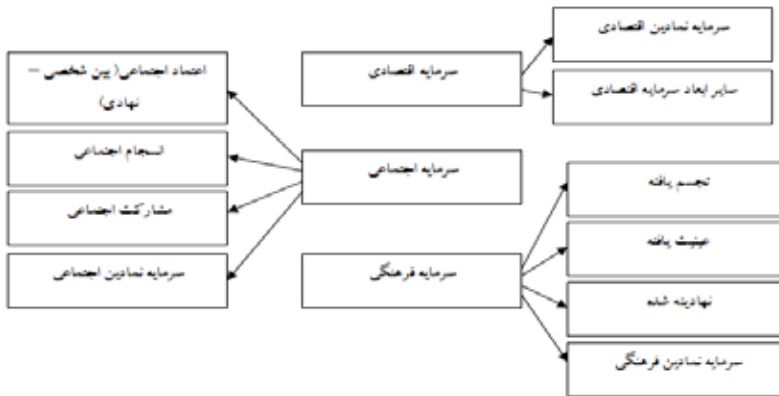 سرمایه نمادین اقتصادی
سرمایه اقتصادی
سایر ابعاد سرمایه اقتصادی
اعتماد اجتماعی( بین شخصی –
نهادی)
انسجام اجتماعی
سرمایه اجتماعی
مشارکت اجتماعی
سرمایه نمادین اجتماعی
تجسم یافته
عینیت یافته
سرمایه فرهنگی
نهادینه شده
سرمایه نمادین فرهنگی